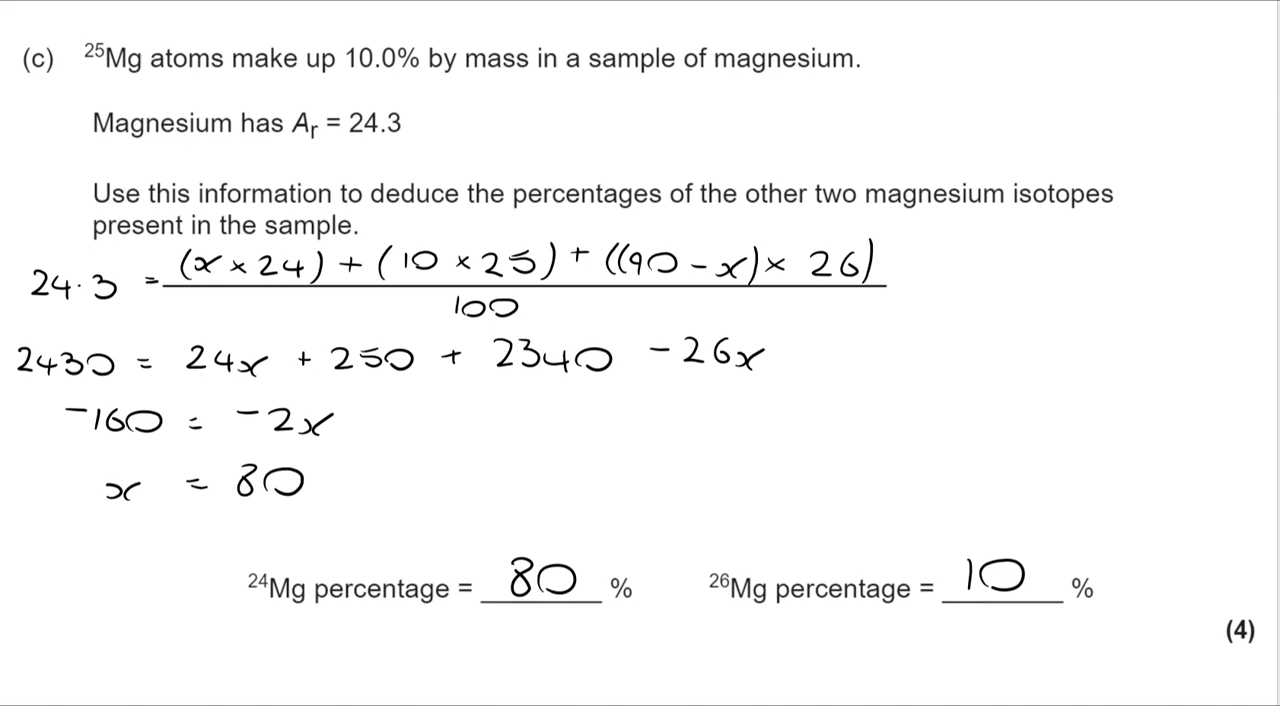 (c) ²⁵Mg atoms make up 10.0% by mass in a sample of magnesium.
Magnesium has Aᵣ = 24.3
Use this information to deduce the percentages of the other two magnesium isotopes
present in the sample.
24.3 = (x × 24) + (10 × 25) + ((90 - x) × 26)
100
2430 = 24x + 250 + 2340 - 26x
-160 = -2x
x = 80
²⁴Mg percentage = 80 % ²⁶Mg percentage = 10 %
(4)